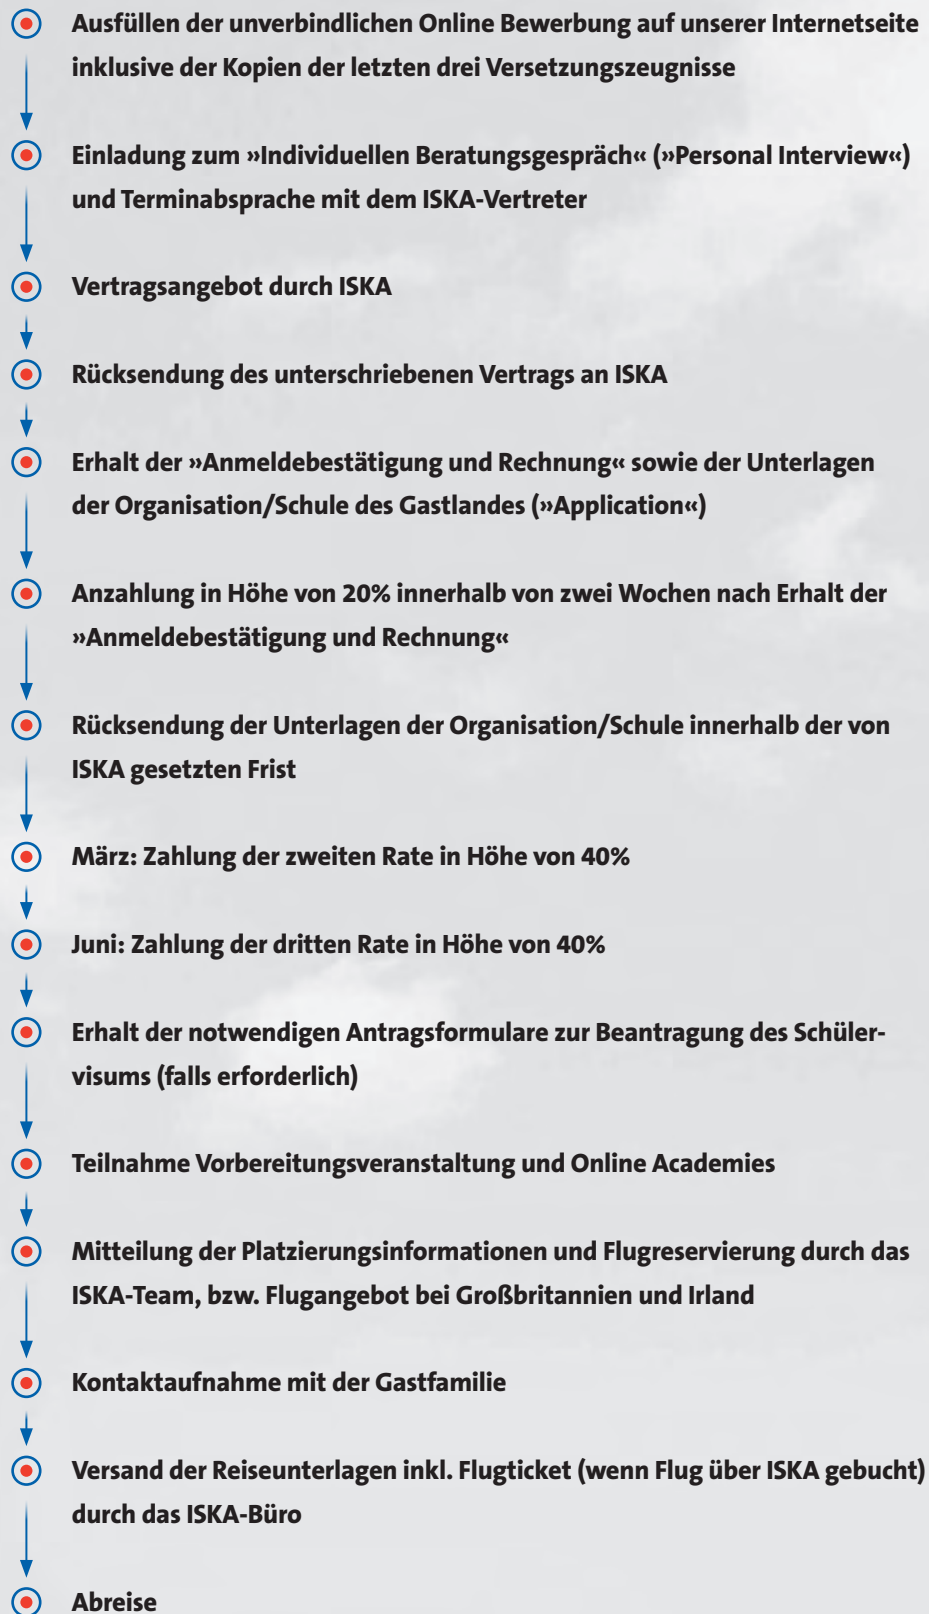 Ausfüllen der unverbindlichen Online Bewerbung auf unserer Internetseite
inklusive der Kopien der letzten drei Versetzungszeugnisse
Einladung zum »Individuellen Beratungsgespräch« (»Personal Interview«)
und Terminabsprache mit dem ISKA-Vertreter
Vertragsangebot durch ISKA
Rücksendung des unterschriebenen Vertrags an ISKA
Erhalt der »Anmeldebestätigung und Rechnung« sowie der Unterlagen
der Organisation/Schule des Gastlandes (»Application«)
Anzahlung in Höhe von 20% innerhalb von zwei Wochen nach Erhalt der
»Anmeldebestätigung und Rechnung«
Rücksendung der Unterlagen der Organisation/Schule innerhalb der von
ISKA gesetzten Frist
März: Zahlung der zweiten Rate in Höhe von 40%
Juni: Zahlung der dritten Rate in Höhe von 40%
Erhalt der notwendigen Antragsformulare zur Beantragung des Schüler-
visums (falls erforderlich)
Teilnahme Vorbereitungsveranstaltung und Online Academies
Mitteilung der Platzierungsinformationen und Flugreservierung durch das
ISKA-Team, bzw. Flugangebot bei Großbritannien und Irland
Kontaktaufnahme mit der Gastfamilie
Versand der Reiseunterlagen inkl. Flugticket (wenn Flug über ISKA gebucht)
durch das ISKA-Büro
Abreise